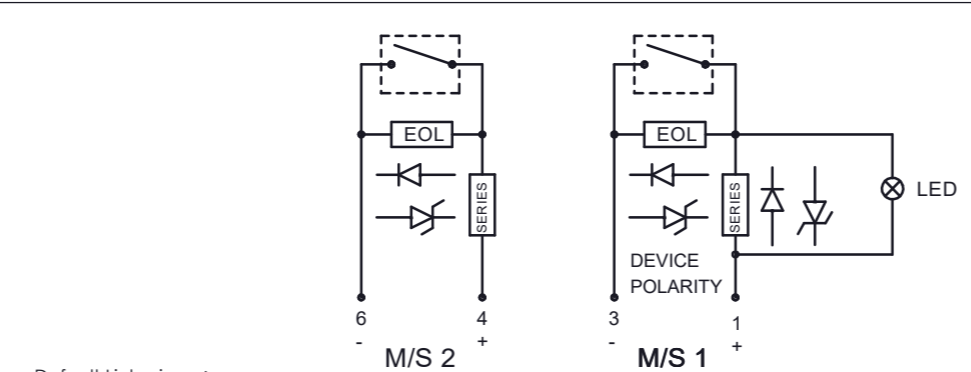 EOL
SERIES
6
4
-
+
M/S 2
EOL
SERIES
LED
DEVICE
POLARITY
3
1
-
+
M/S 1